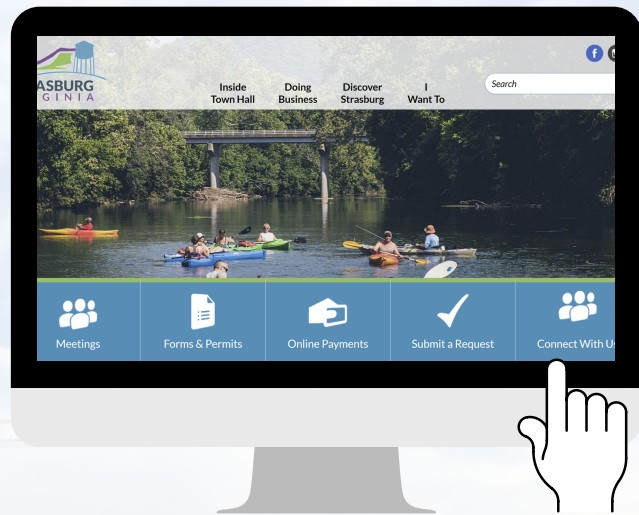 ASBURG
GINIA
Inside
Town Hall
Doing
Business
Discover
Strasburg
I
Want To
Search
f
Meetings
Forms & Permits
Online Payments
Submit a Request
Connect With Us